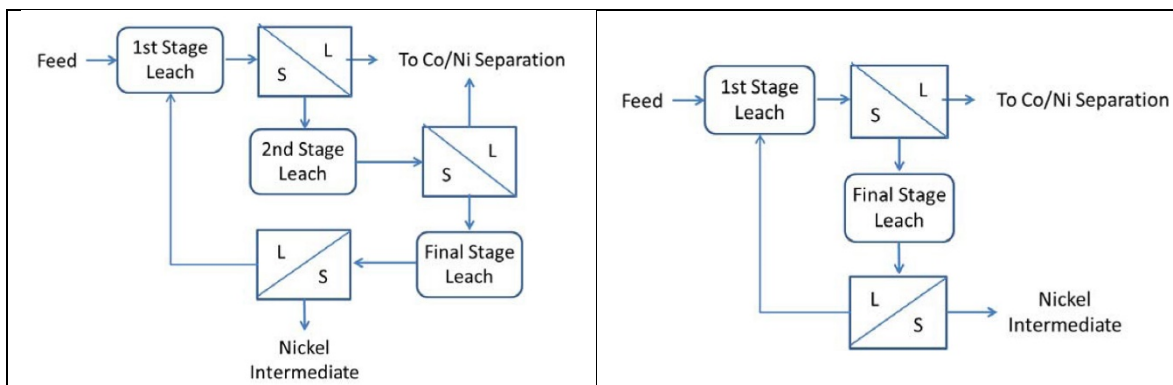 Feed
1st Stage
Leach
S
L
To Co/Ni Separation
2nd Stage
Leach
S
L
Final Stage
Leach
L
S
Nickel
Intermediate
Feed
1st Stage
Leach
S
L
To Co/Ni Separation
Final Stage
Leach
L
S
Nickel
Intermediate